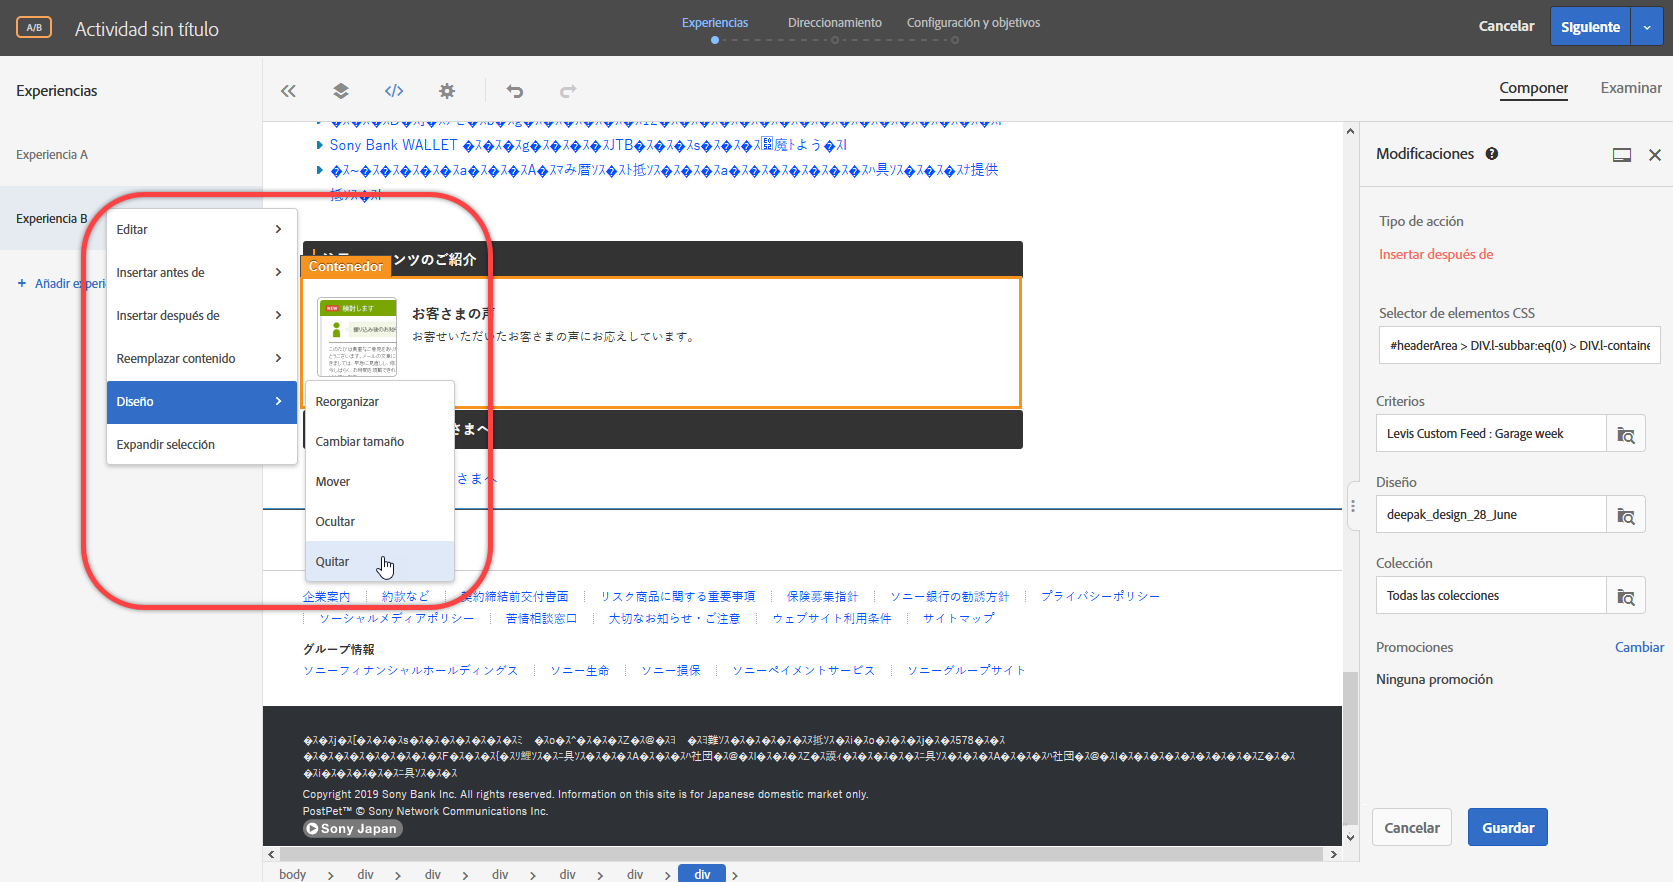 A/B
Actividad sin título
Experiencias
Direccionamiento
Configuración y objetivos
Cancelar
Siguiente
Experiencias
Componer
Examinar
Experiencia A
Experiencia B
+ Añadir experi
Editar
Insertar antes de
Insertar después de
Reemplazar contenido
Diseño
Expandir selección
Reorganizar
Cambiar tamaño
Mover
Ocultar
Quitar
Sony Bank WALLET
ンツのご紹介
Contenedor
NEW 検討します
お客さまの声
お寄せいただいたお客さまの声にお応えしています。
さまへ
さまへ
企業案内 約款など 契約締結前交付書面 リスク商品に関する重要事項 保険募集指針 ソニー銀行の勧誘方針 プライバシーポリシー
ソーシャルメディアポリシー 苦情相談窓口 大切なお知らせ・ご注意 ウェブサイト利用条件 サイトマップ
グループ情報
ソニーフィナンシャルホールディングス ソニー生命 ソニー損保 ソニーペイメントサービス ソニーグループサイト
Copyright 2019 Sony Bank Inc. All rights reserved. Information on this site is for Japanese domestic market only.
PostPet™ © Sony Network Communications Inc.
Sony Japan
body > div > div > div > div > div > div >
Modificaciones
Tipo de acción
Insertar después de
Selector de elementos CSS
#headerArea > DIV.l-subbar:eq(0) > DIV.l-containe
Criterios
Levis Custom Feed : Garage week
Diseño
deepak_design_28_June
Colección
Todas las colecciones
Promociones
Cambiar
Ninguna promoción
Cancelar
Guardar